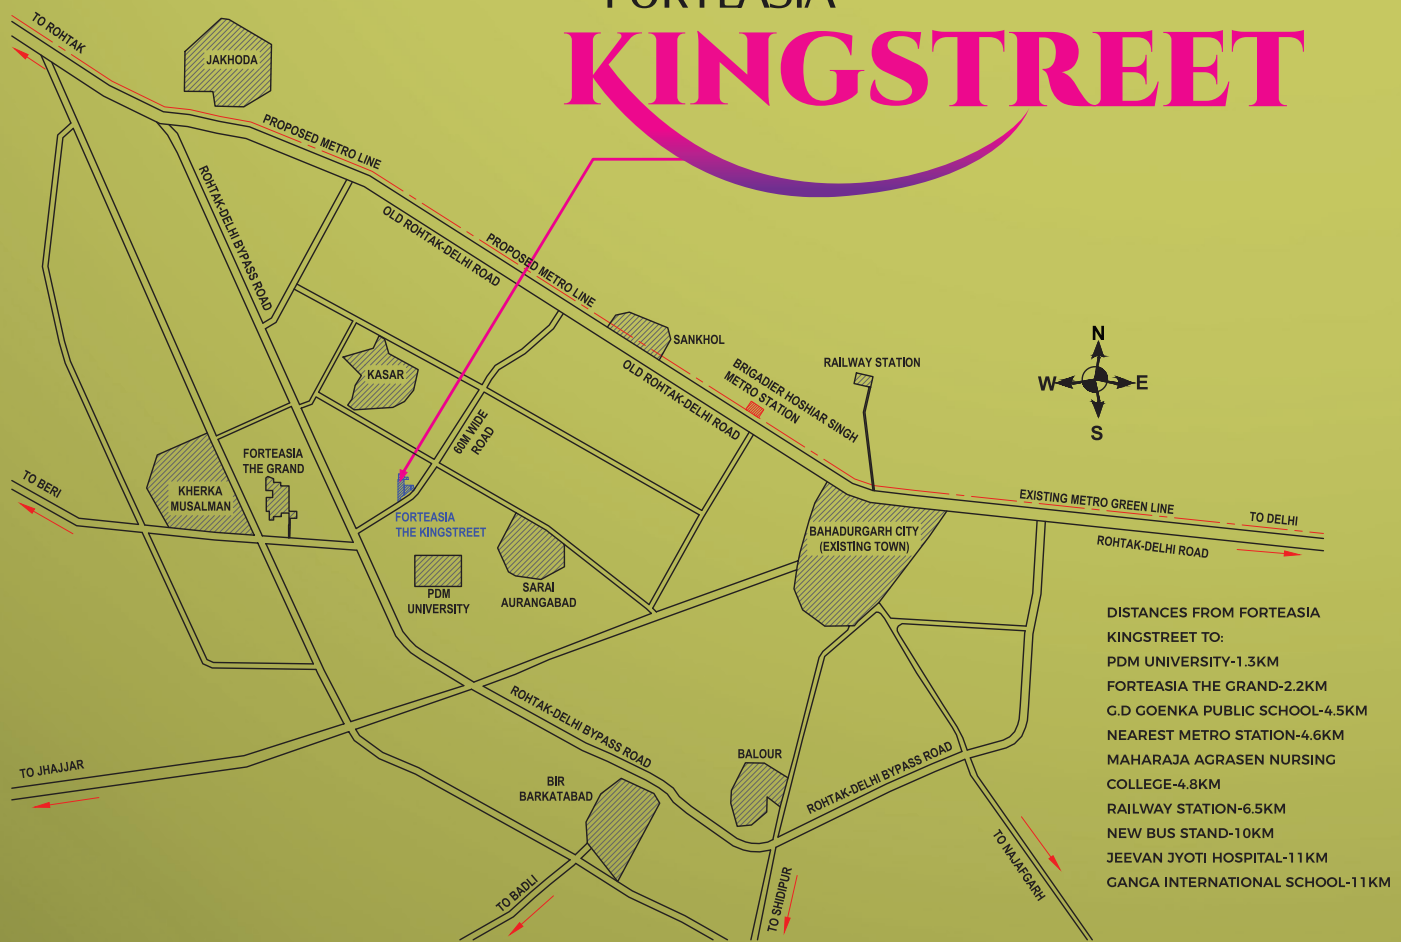 FORTEASIA
KINGSTREET
TO ROHTAK
JAKHODA
PROPOSED METRO LINE
ROHTAK-DELHI BYPASS ROAD
OLD ROHTAK-DELHI ROAD
PROPOSED METRO LINE
SANKHOL
OLD ROHTAK-DELHI ROAD
BRIGADIER HOSHIAR SINGH
METRO STATION
RAILWAY STATION
N
W
E
S
KASAR
60M WIDE
ROAD
FORTEASIA
THE GRAND
KHERKA
MUSALMAN
TO BERI
FORTEASIA
THE KINGSTREET
PDM
UNIVERSITY
SARAI
AURANGABAD
BAHADURGARH CITY
(EXISTING TOWN)
EXISTING METRO GREEN LINE
TO DELHI
ROHTAK-DELHI ROAD
ROHTAK-DELHI BYPASS ROAD
TO JHAJJAR
BIR
BARKATABAD
BALOUR
ROHTAK-DELHI BYPASS ROAD
TO BADLI
TO SHIDIPUR
TO NAJAFGARH
DISTANCES FROM FORTEASIA
KINGSTREET TO:
PDM UNIVERSITY-1.3KM
FORTEASIA THE GRAND-2.2KM
G.D GOENKA PUBLIC SCHOOL-4.5KM
NEAREST METRO STATION-4.6KM
MAHARAJA AGRASEN NURSING
COLLEGE-4.8KM
RAILWAY STATION-6.5KM
NEW BUS STAND-10KM
JEEVAN JYOTI HOSPITAL-11KM
GANGA INTERNATIONAL SCHOOL-11KM